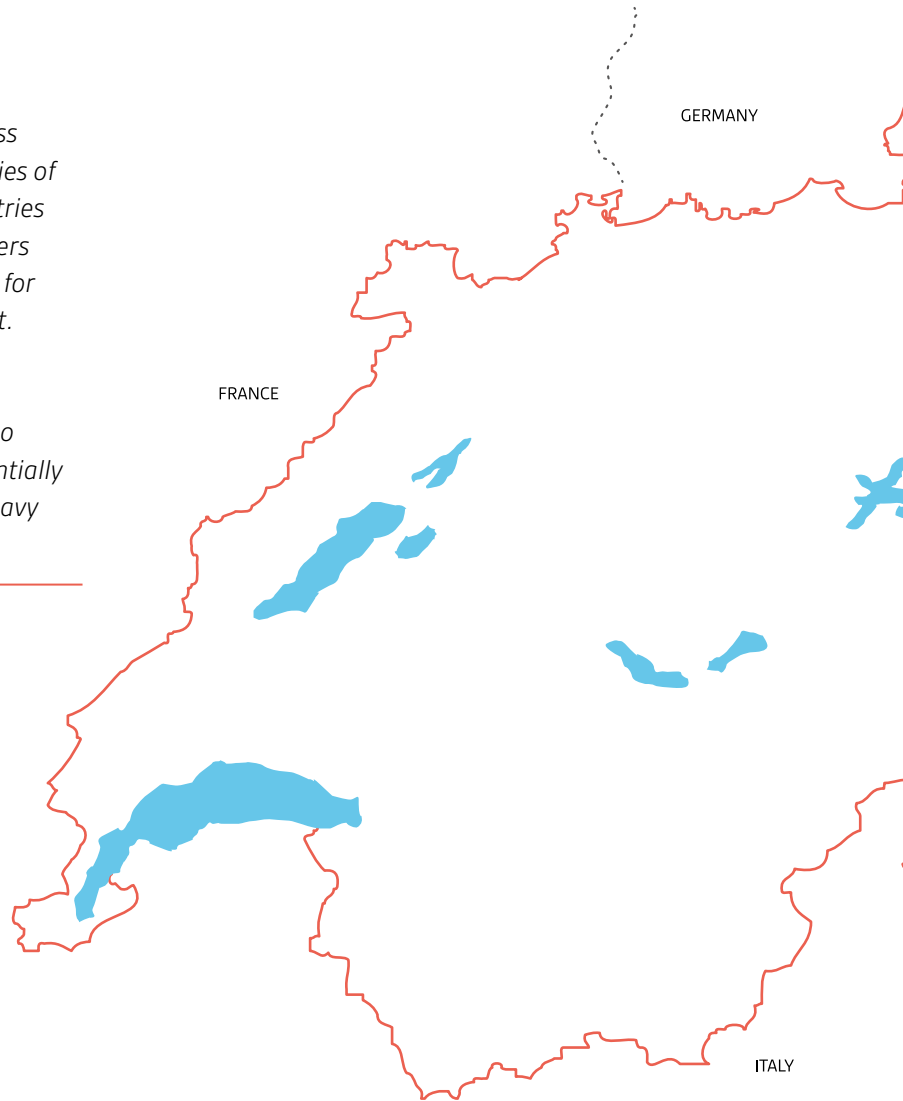 ss
ies of
tries
ers
for
t.
o
ntially
avy
GERMANY
FRANCE
ITALY